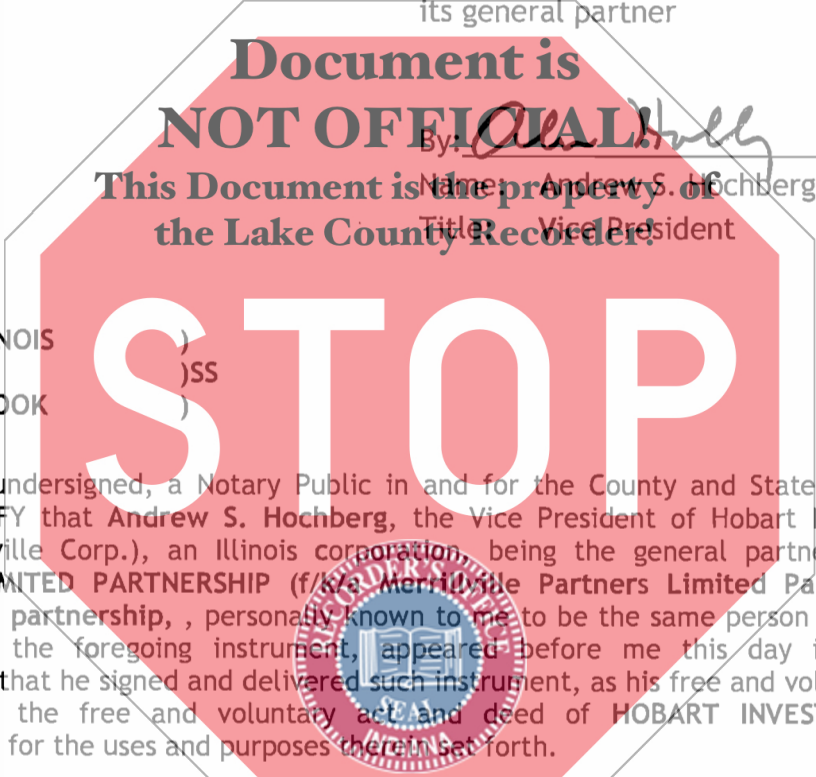 its general partner
Document is
NOT OFFICIAL!
By:
This Document is the property of
Name: Andrew S. Hochberg
the Lake County Recorder!
Title: Vice President
STOP
NOIS )
)SS
OOK )
undersigned, a Notary Public in and for the County and State
FY that Andrew S. Hochberg, the Vice President of Hobart
ville Corp.), an Illinois corporation, being the general partn
MITED PARTNERSHIP (f/k/a Merrillville Partners Limited Pa
partnership, , personally known to me to be the same person
the foregoing instrument, appeared before me this day i
that he signed and delivered such instrument, as his free and vol
the free and voluntary act and deed of HOBART INVEST
for the uses and purposes therein set forth.
RECORDER'S OFFICE
SEAL
INDIANA